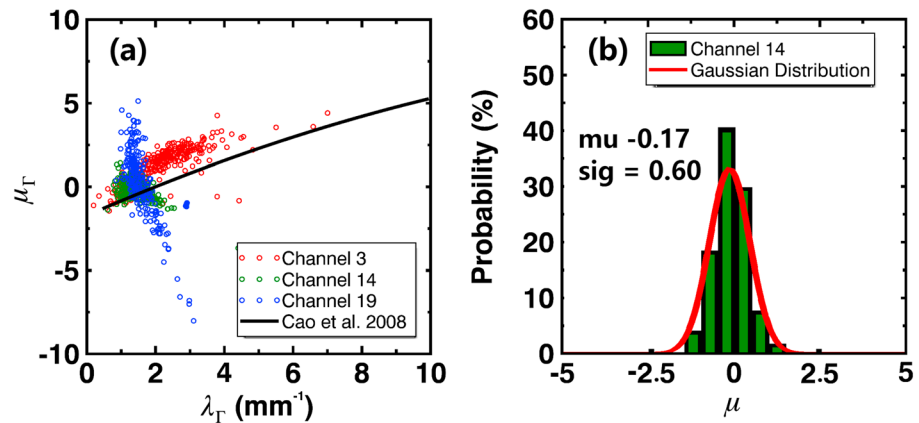 (a)
10
5
0
-5
-10
μΓ
Channel 3
Channel 14
Channel 19
Cao et al. 2008
0 2 4 6 8 10
λΓ (mm⁻¹)
(b)
Channel 14
Gaussian Distribution
mu -0.17
sig = 0.60
Probability (%)
60
50
40
30
20
10
0
-5 -2.5 0 2.5 5
μ